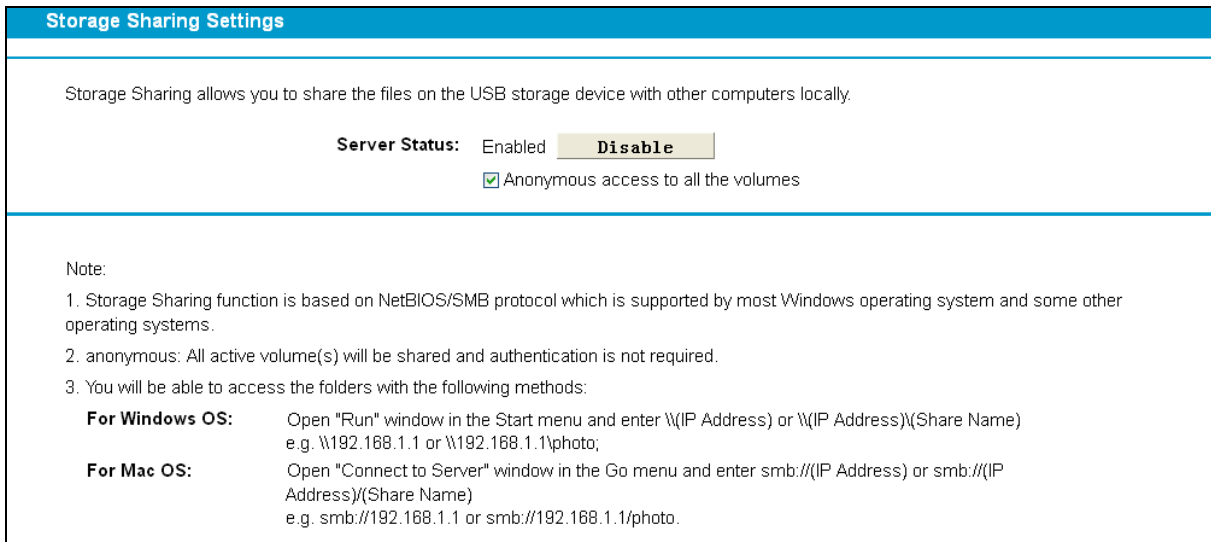 Storage Sharing Settings
Storage Sharing allows you to share the files on the USB storage device with other computers locally.
Server Status: Enabled Disable
Anonymous access to all the volumes
Note:
1. Storage Sharing function is based on NetBIOS/SMB protocol which is supported by most Windows operating system and some other
operating systems.
2. anonymous: All active volume(s) will be shared and authentication is not required.
3. You will be able to access the folders with the following methods:
For Windows OS: Open "Run" window in the Start menu and enter \\(IP Address) or \\(IP Address)\(Share Name)
e.g. \\192.168.1.1 or \\192.168.1.1\photo;
For Mac OS: Open "Connect to Server" window in the Go menu and enter smb://(IP Address) or smb://(IP
Address)/(Share Name)
e.g. smb://192.168.1.1 or smb://192.168.1.1/photo.